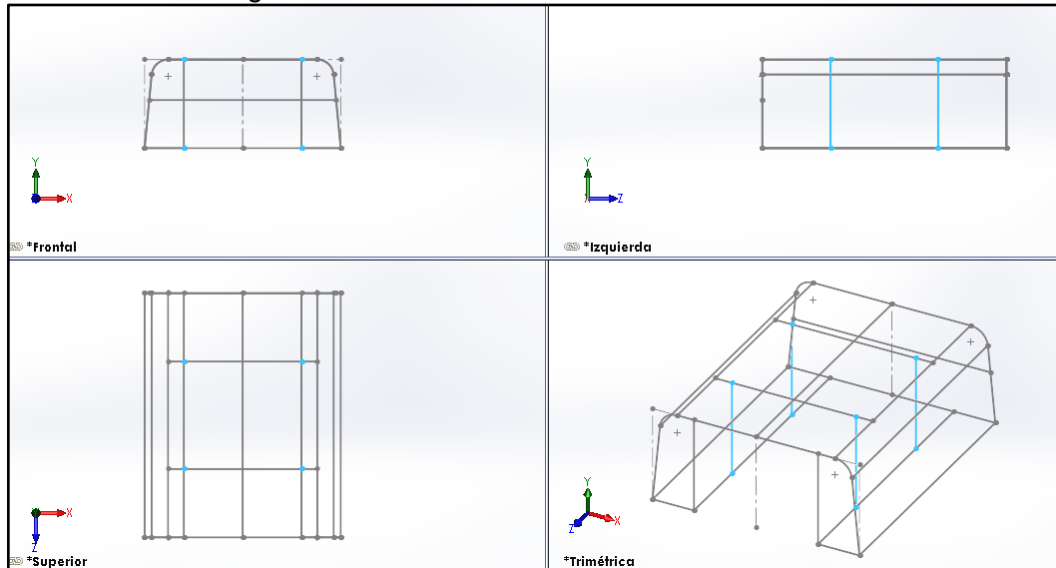 Y
X
*Frontal
Y
Z
*Izquierda
X
Z
*Superior
Y
Z
X
*Trimétrica